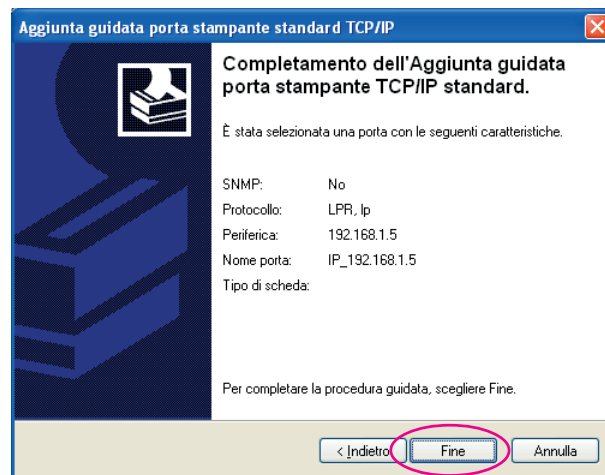 Aggiunta guidata porta stampante standard TCP/IP
Completamento dell'Aggiunta guidata
porta stampante TCP/IP standard.
È stata selezionata una porta con le seguenti caratteristiche.
SNMP: No
Protocollo: LPR, lp
Periferica: 192.168.1.5
Nome porta: IP_192.168.1.5
Tipo di scheda:
Per completare la procedura guidata, scegliere Fine.
< Indietro Fine Annulla